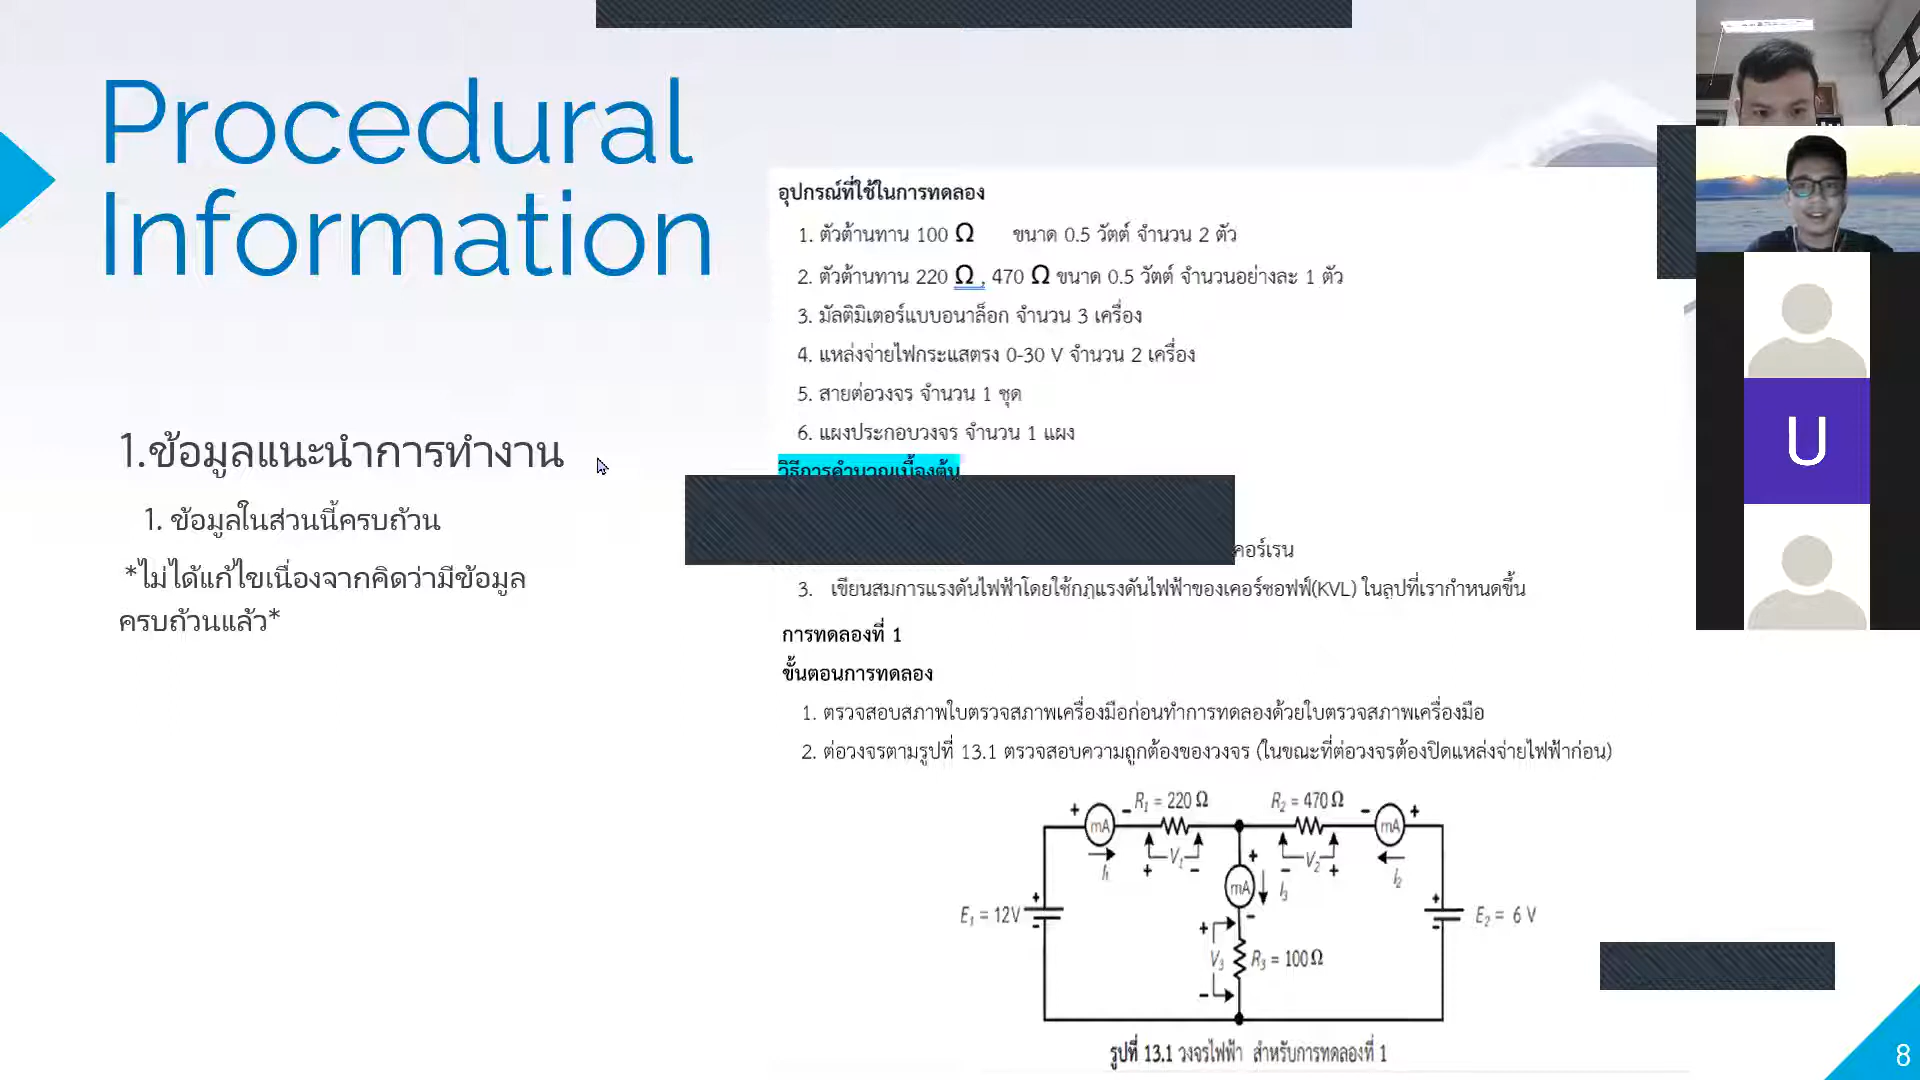 Procedural
Information
1.ข้อมูลแนะนำการทำงาน
1. ข้อมูลในส่วนนี้ครบถ้วน
*ไม่ได้แก้ไขเนื่องจากคิดว่ามีข้อมูล
ครบถ้วนแล้ว*
อุปกรณ์ที่ใช้ในการทดลอง
1. ตัวต้านทาน 100 Ω ขนาด 0.5 วัตต์ จำนวน 2 ตัว
2. ตัวต้านทาน 220 Ω , 470 Ω ขนาด 0.5 วัตต์ จำนวนอย่างละ 1 ตัว
3. มัลติมิเตอร์แบบอนาล็อก จำนวน 3 เครื่อง
4. แหล่งจ่ายไฟกระแสตรง 0-30 V จำนวน 2 เครื่อง
5. สายต่อวงจร จำนวน 1 ชุด
6. แผงประกอบวงจร จำนวน 1 แผง
วิธีการคำนวณเบื้องต้น
คอร์เรน
3. เขียนสมการแรงดันไฟฟ้าโดยใช้กฎแรงดันไฟฟ้าของเคอร์ชอฟฟ์(KVL) ในลูปที่เรากำหนดขึ้น
การทดลองที่ 1
ขั้นตอนการทดลอง
1. ตรวจสอบสภาพใบตรวจสภาพเครื่องมือก่อนทำการทดลองด้วยใบตรวจสภาพเครื่องมือ
2. ต่อวงจรตามรูปที่ 13.1 ตรวจสอบความถูกต้องของวงจร (ในขณะที่ต่อวงจรต้องปิดแหล่งจ่ายไฟฟ้าก่อน)
+ mA - R₁ = 220 Ω R₂ = 470 Ω - mA +
+ V₁ - - V₂ +
I₁ I₂
+ mA - I₃
E₁ = 12V + -
E₂ = 6 V + -
+ V₃ - R₃ = 100 Ω
รูปที่ 13.1 วงจรไฟฟ้า สำหรับการทดลองที่ 1
U
8